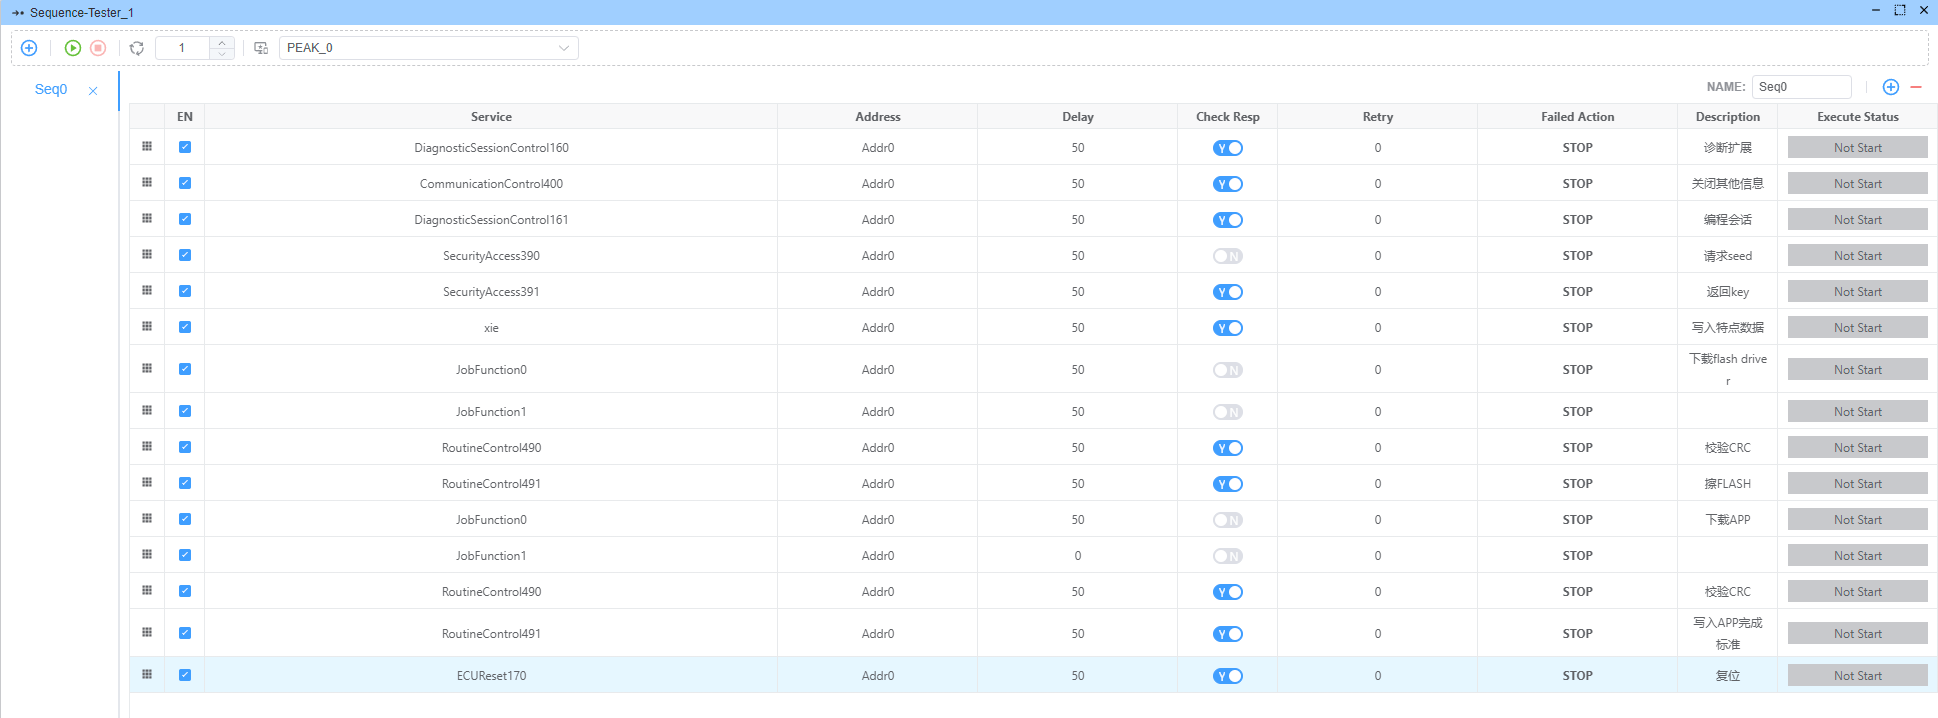 Sequence-Tester_1
1 PEAK_0
Seq0 NAME: Seq0
EN Service Address Delay Check Resp Retry Failed Action Description Execute Status
DiagnosticSessionControl160 Addr0 50 Y 0 STOP 诊断扩展 Not Start
CommunicationControl400 Addr0 50 Y 0 STOP 关闭其他信息 Not Start
DiagnosticSessionControl161 Addr0 50 Y 0 STOP 编程会话 Not Start
SecurityAccess390 Addr0 50 N 0 STOP 请求seed Not Start
SecurityAccess391 Addr0 50 Y 0 STOP 返回key Not Start
xie Addr0 50 Y 0 STOP 写入特点数据 Not Start
JobFunction0 Addr0 50 N 0 STOP 下载flash drive
r Not Start
JobFunction1 Addr0 50 N 0 STOP Not Start
RoutineControl490 Addr0 50 Y 0 STOP 校验CRC Not Start
RoutineControl491 Addr0 50 Y 0 STOP 擦FLASH Not Start
JobFunction0 Addr0 50 N 0 STOP 下载APP Not Start
JobFunction1 Addr0 0 N 0 STOP Not Start
RoutineControl490 Addr0 50 Y 0 STOP 校验CRC Not Start
RoutineControl491 Addr0 50 Y 0 STOP 写入APP完成
标准 Not Start
ECUReset170 Addr0 50 Y 0 STOP 复位 Not Start